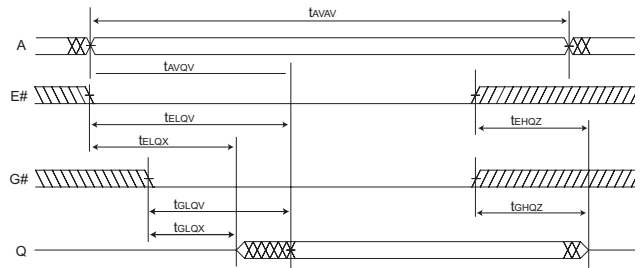 tAVAV
A
tAVQV
E#
tELQV
tEHQZ
tELQX
G#
tGLQV
tGHQZ
tGLQX
Q